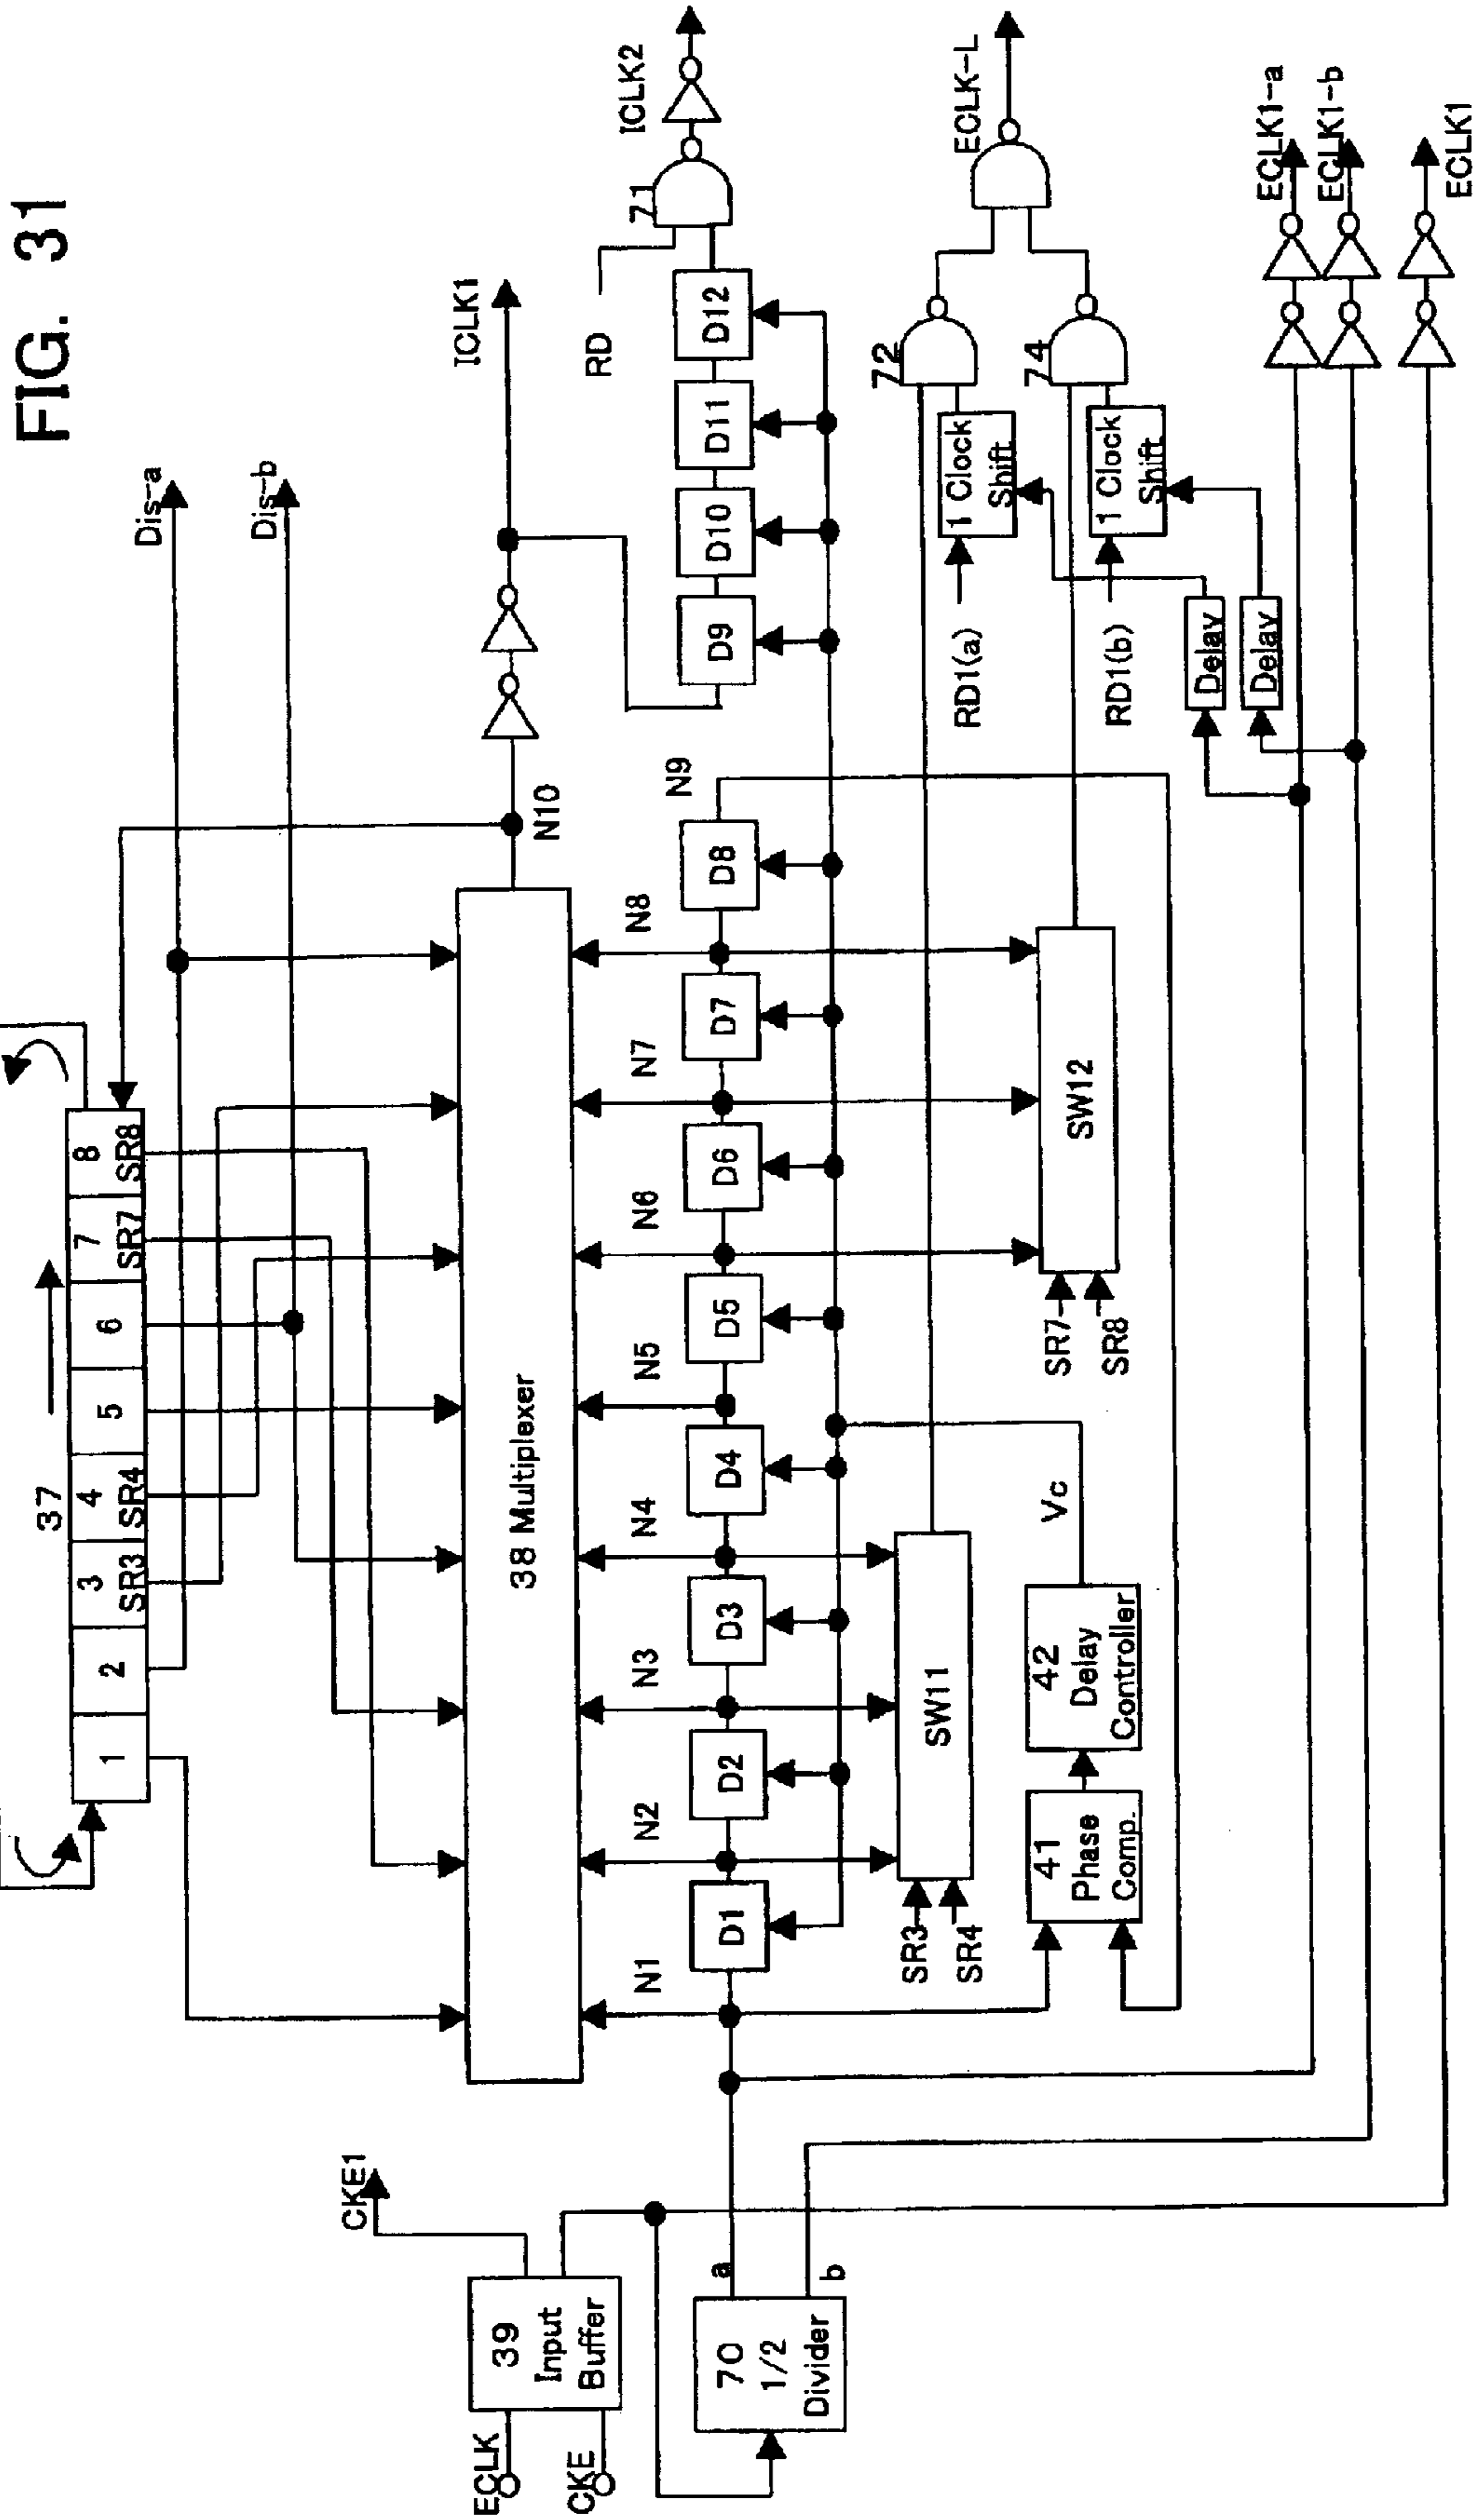 FIG. 31
37
1
2
3
SR3
4
SR4
5
6
7
SR7
8
SR8
Dis-a
Dis-b
CKE1
ECLK
CKE
39
Input
Buffer
38 Multiplexer
N10
ICLK1
N1
N2
N3
N4
N5
N6
N7
N8
N9
D1
D2
D3
D4
D5
D6
D7
D8
D9
D10
D11
D12
RD
71
ICLK2
70
1/2
Divider
a
b
SR3
SR4
SW11
SR7
SR8
SW12
41
Phase
Comp.
42
Delay
Controller
Vc
RD1(a)
1 Clock
Shift
72
RD1(b)
1 Clock
Shift
74
ECLK-L
Delay
Delay
ECLK1-a
ECLK1-b
ECLK1